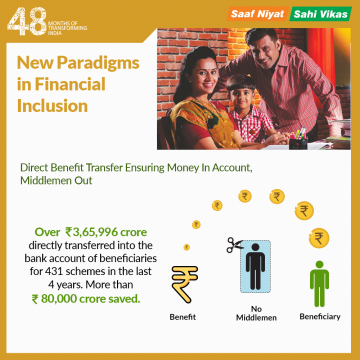 48 MONTHS OF
TRANSFORMING
INDIA
Saaf Niyat Sahi Vikas
New Paradigms
in Financial
Inclusion
Direct Benefit Transfer Ensuring Money In Account,
Middlemen Out
Over ₹3,65,996 crore
directly transferred into the
bank account of beneficiaries
for 431 schemes in the last
4 years. More than
₹ 80,000 crore saved.
₹ ₹ ₹ ₹ ₹ ₹ ₹
₹
Benefit
No
Middlemen
Beneficiary